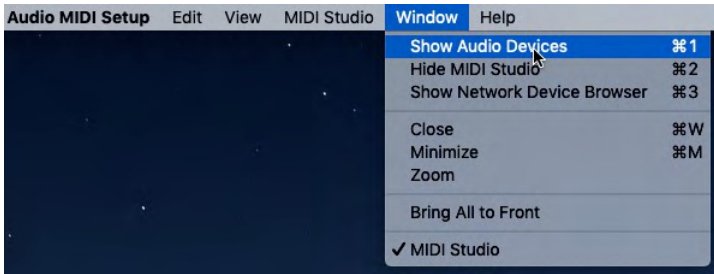 Audio MIDI Setup Edit View MIDI Studio Window Help
Show Audio Devices ⌘1
Hide MIDI Studio ⌘2
Show Network Device Browser ⌘3
Close ⌘W
Minimize ⌘M
Zoom
Bring All to Front
✓ MIDI Studio